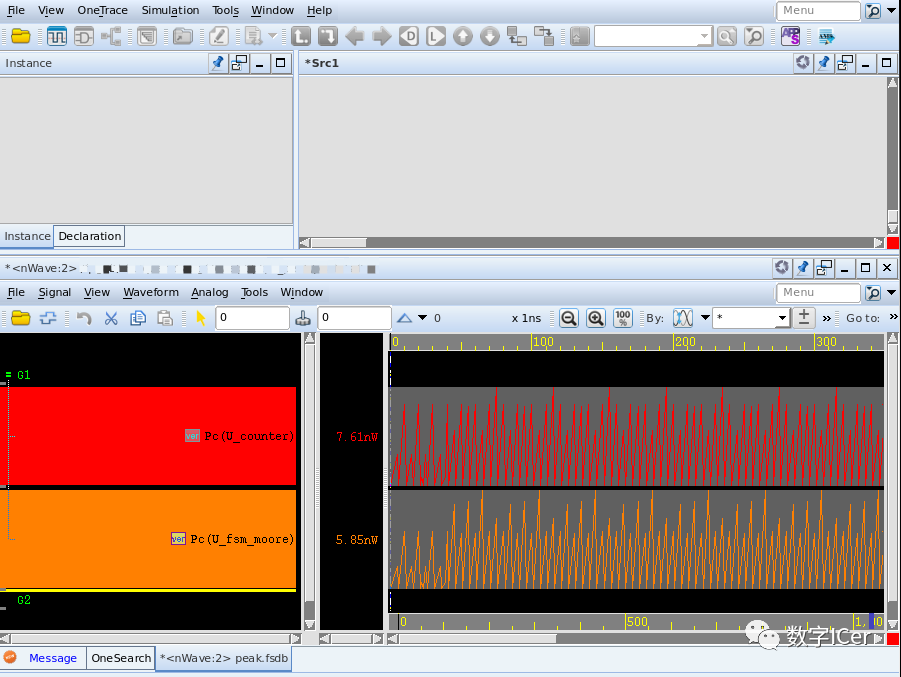 File View OneTrace Simulation Tools Window Help Menu
Instance
*Src1
Instance Declaration
*<nWave:2>
File Signal View Waveform Analog Tools Window Menu
0 0 0 x 1ns 100% By: * Go to: »
0 100 200 300
G1
ver Pc(U_counter) 7.61nW
ver Pc(U_fsm_moore) 5.85nW
G2
0 500
数字ICer
Message OneSearch *<nWave:2> peak.fsdb